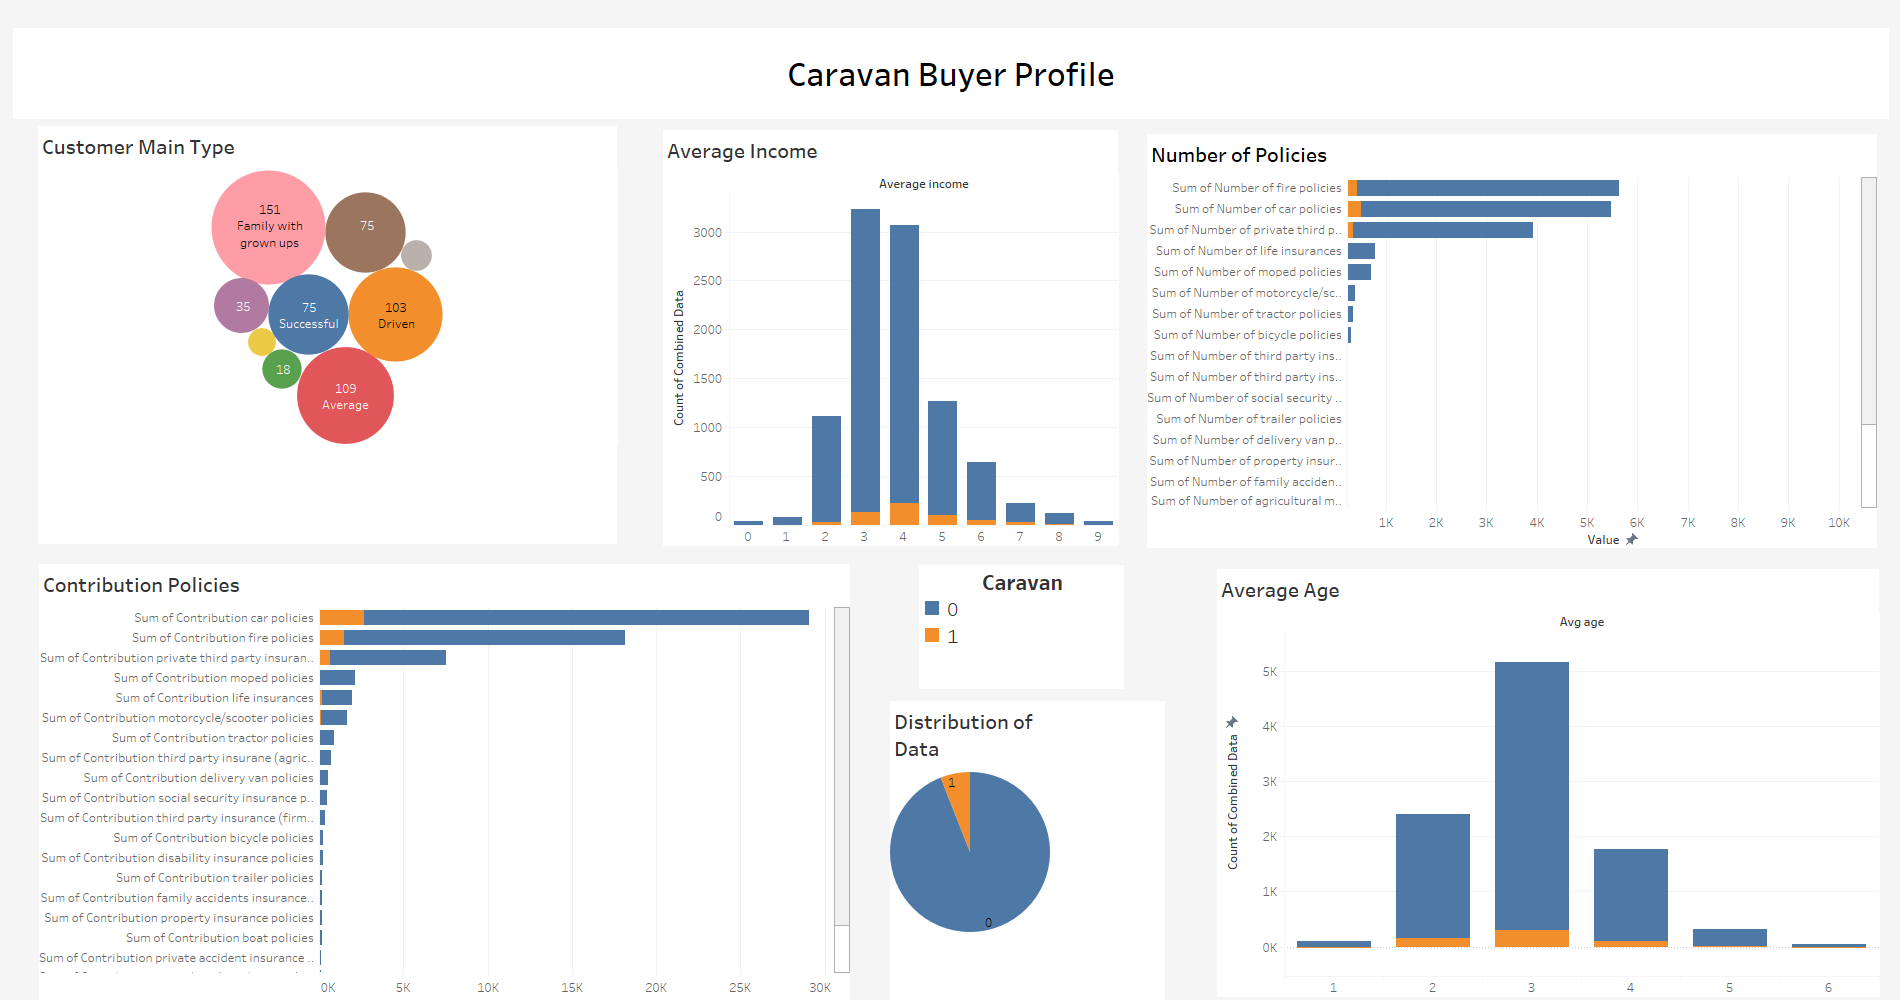 Caravan Buyer Profile
Customer Main Type
151
Family with
grown ups
75
35
75
Successful
103
Driven
18
109
Average
Average Income
Average income
Count of Combined Data
3000
2500
2000
1500
1000
500
0
0 1 2 3 4 5 6 7 8 9
Number of Policies
Sum of Number of fire policies
Sum of Number of car policies
Sum of Number of private third p..
Sum of Number of life insurances
Sum of Number of moped policies
Sum of Number of motorcycle/sc..
Sum of Number of tractor policies
Sum of Number of bicycle policies
Sum of Number of third party ins..
Sum of Number of third party ins..
Sum of Number of social security ..
Sum of Number of trailer policies
Sum of Number of delivery van p..
Sum of Number of property insur..
Sum of Number of family acciden..
Sum of Number of agricultural m..
1K 2K 3K 4K 5K 6K 7K 8K 9K 10K
Value
Contribution Policies
Sum of Contribution car policies
Sum of Contribution fire policies
Sum of Contribution private third party insuran..
Sum of Contribution moped policies
Sum of Contribution life insurances
Sum of Contribution motorcycle/scooter policies
Sum of Contribution tractor policies
Sum of Contribution third party insurane (agric..
Sum of Contribution delivery van policies
Sum of Contribution social security insurance p..
Sum of Contribution third party insurance (firm..
Sum of Contribution bicycle policies
Sum of Contribution disability insurance policies
Sum of Contribution trailer policies
Sum of Contribution family accidents insurance..
Sum of Contribution property insurance policies
Sum of Contribution boat policies
Sum of Contribution private accident insurance ..
0K 5K 10K 15K 20K 25K 30K
Caravan
0
1
Distribution of
Data
1
0
Average Age
Avg age
Count of Combined Data
5K
4K
3K
2K
1K
0K
1 2 3 4 5 6